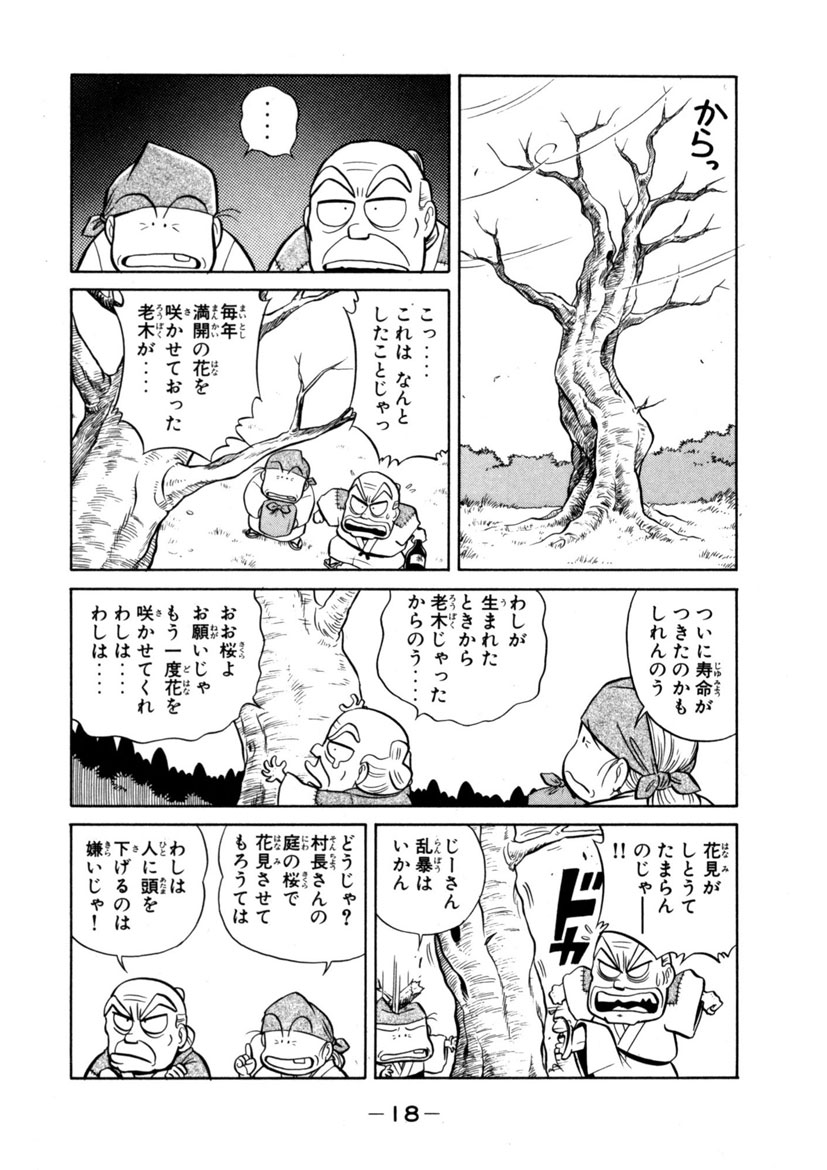 からっ
・・・・
こっ‥‥
これは なんと
したことじゃっ
毎年
満開の花を
咲かせておった
老木が‥‥
ついに寿命が
つきたのかも
しれんのう
わしが
生まれた
ときから
老木じゃった
からのう‥‥
おお桜よ
お願いじゃ
もう一度花を
咲かせてくれ
わしは‥‥
わしは‥‥
花見が
しとうて
たまらん
のじゃ──
!!
ドカッ
じーさん
乱暴は
いかん
どうじゃ?
村長さんの
庭の桜で
花見させて
もろうては
わしは
人に頭を
下げるのは
嫌いじゃ!
－18－